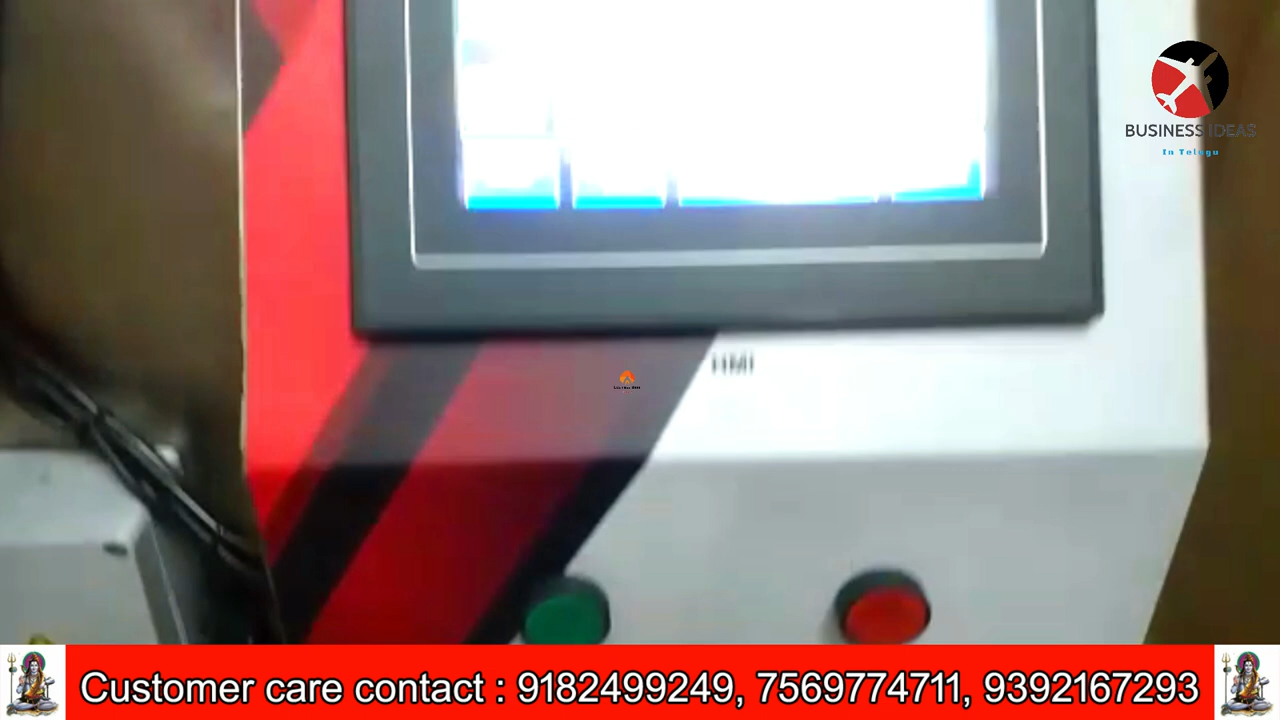 BUSINESS IDEAS
In Telugu
HMI
Customer care contact : 9182499249, 7569774711, 9392167293